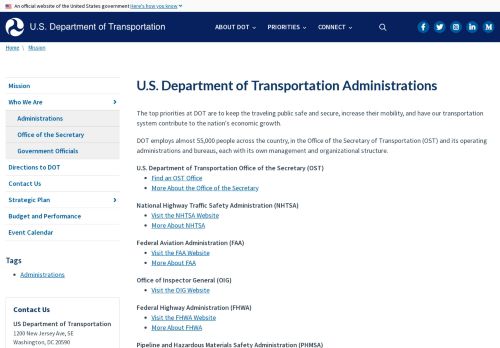 An official website of the United States government Here's how you know
U.S. Department of Transportation
ABOUT DOT
PRIORITIES
CONNECT
Home \ Mission
Mission
Who We Are
Administrations
Office of the Secretary
Government Officials
Directions to DOT
Contact Us
Strategic Plan
Budget and Performance
Event Calendar
Tags
Administrations
Contact Us
US Department of Transportation
1200 New Jersey Ave, SE
Washington, DC 20590
U.S. Department of Transportation Administrations
The top priorities at DOT are to keep the traveling public safe and secure, increase their mobility, and have our transportation
system contribute to the nation's economic growth.
DOT employs almost 55,000 people across the country, in the Office of the Secretary of Transportation (OST) and its operating
administrations and bureaus, each with its own management and organizational structure.
U.S. Department of Transportation Office of the Secretary (OST)
Find an OST Office
More About the Office of the Secretary
National Highway Traffic Safety Administration (NHTSA)
Visit the NHTSA Website
More About NHTSA
Federal Aviation Administration (FAA)
Visit the FAA Website
More About FAA
Office of Inspector General (OIG)
Visit the OIG Website
Federal Highway Administration (FHWA)
Visit the FHWA Website
More About FHWA
Pipeline and Hazardous Materials Safety Administration (PHMSA)